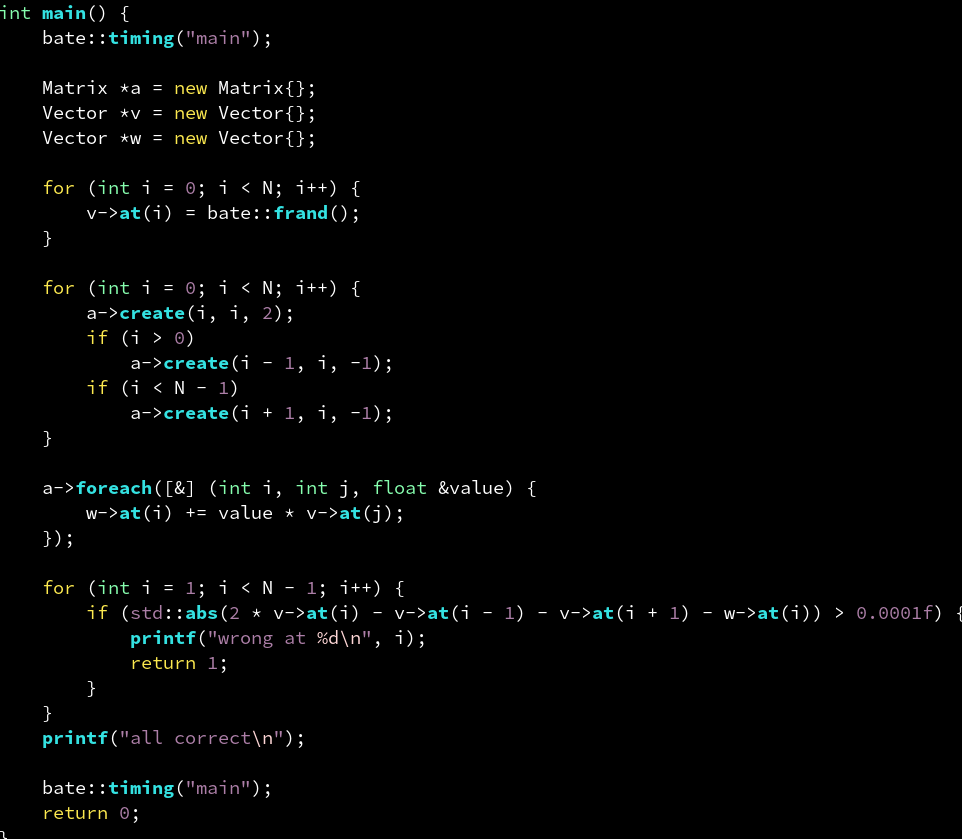 int main() {
    bate::timing("main");

    Matrix *a = new Matrix{};
    Vector *v = new Vector{};
    Vector *w = new Vector{};

    for (int i = 0; i < N; i++) {
        v->at(i) = bate::frand();
    }

    for (int i = 0; i < N; i++) {
        a->create(i, i, 2);
        if (i > 0)
            a->create(i - 1, i, -1);
        if (i < N - 1)
            a->create(i + 1, i, -1);
    }

    a->foreach([&] (int i, int j, float &value) {
        w->at(i) += value * v->at(j);
    });

    for (int i = 1; i < N - 1; i++) {
        if (std::abs(2 * v->at(i) - v->at(i - 1) - v->at(i + 1) - w->at(i)) > 0.0001f) {
            printf("wrong at %d\n", i);
            return 1;
        }
    }
    printf("all correct\n");

    bate::timing("main");
    return 0;
}